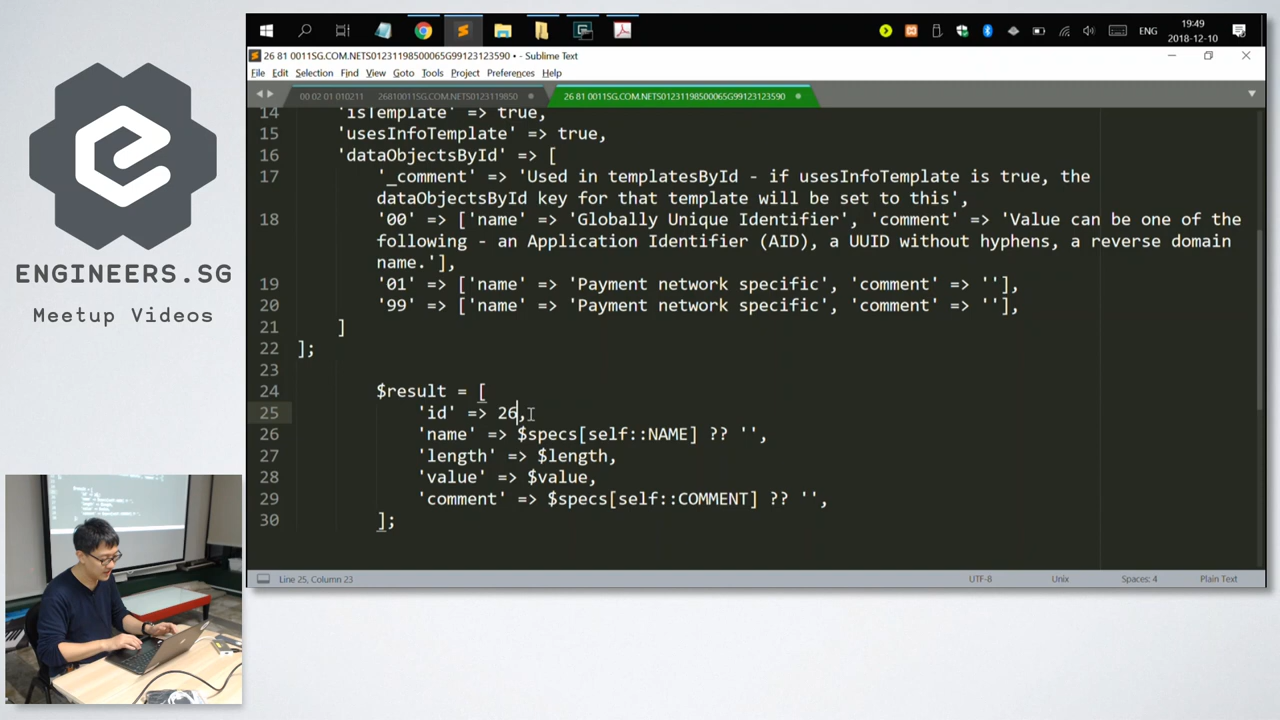 ENGINEERS.SG
Meetup Videos
ENG
19:49
2018-12-10
26 81 0011SG.COM.NETS01231198500065G99123123590 • - Sublime Text
File Edit Selection Find View Goto Tools Project Preferences Help
00 02 01 010211
26810011SG.COM.NETS0123119850
26 81 0011SG.COM.NETS01231198500065G99123123590
14 'isTemplate' => true,
15 'usesInfoTemplate' => true,
16 'dataObjectsById' => [
17 '_comment' => 'Used in templatesById - if usesInfoTemplate is true, the
dataObjectsById key for that template will be set to this',
18 '00' => ['name' => 'Globally Unique Identifier', 'comment' => 'Value can be one of the
following - an Application Identifier (AID), a UUID without hyphens, a reverse domain
name.'],
19 '01' => ['name' => 'Payment network specific', 'comment' => ''],
20 '99' => ['name' => 'Payment network specific', 'comment' => ''],
21 ]
22 ];
23
24 $result = [
25 'id' => 26,
26 'name' => $specs[self::NAME] ?? '',
27 'length' => $length,
28 'value' => $value,
29 'comment' => $specs[self::COMMENT] ?? '',
30 ];
Line 25, Column 23
UTF-8
Unix
Spaces: 4
Plain Text